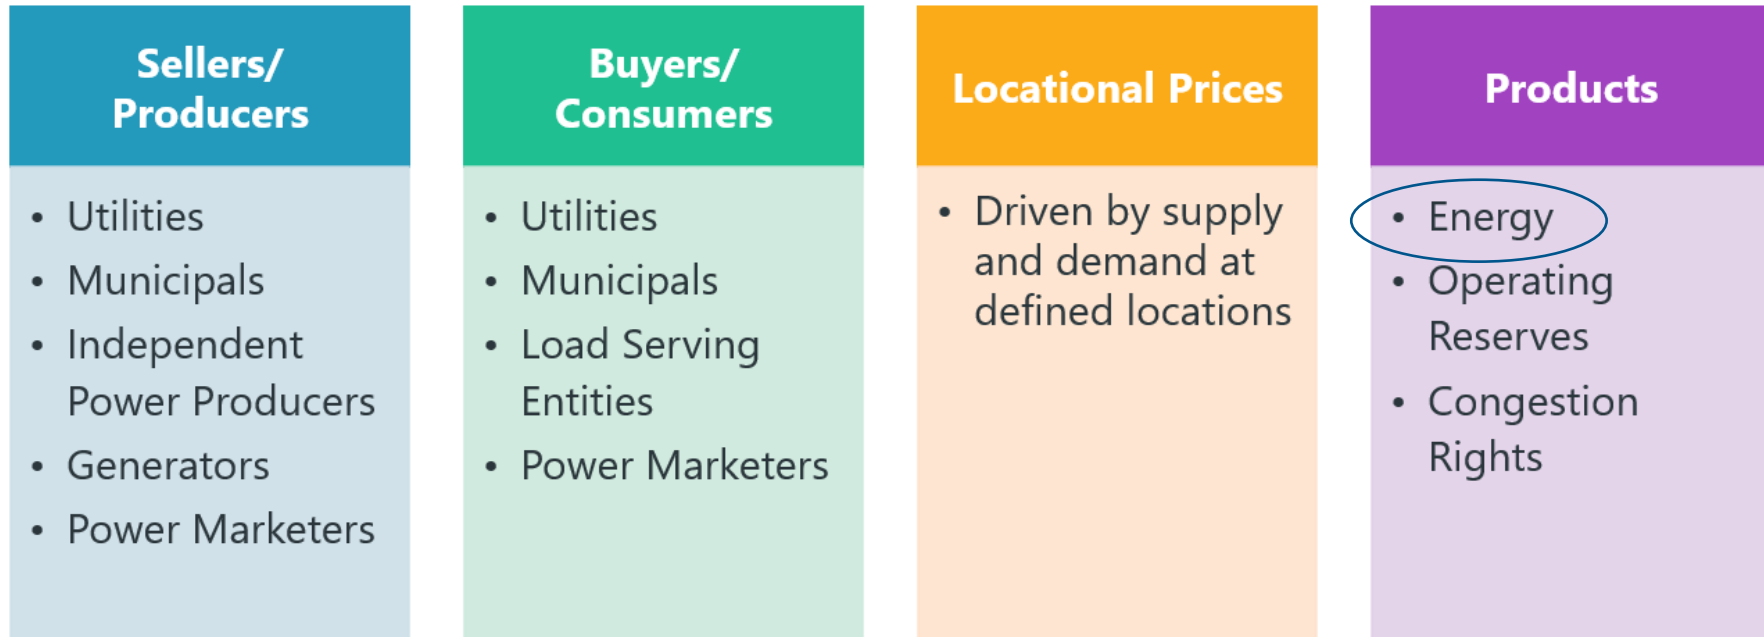 Sellers/
Producers
• Utilities
• Municipals
• Independent
Power Producers
• Generators
• Power Marketers
Buyers/
Consumers
• Utilities
• Municipals
• Load Serving
Entities
• Power Marketers
Locational Prices
• Driven by supply
and demand at
defined locations
Products
• Energy
• Operating
Reserves
• Congestion
Rights